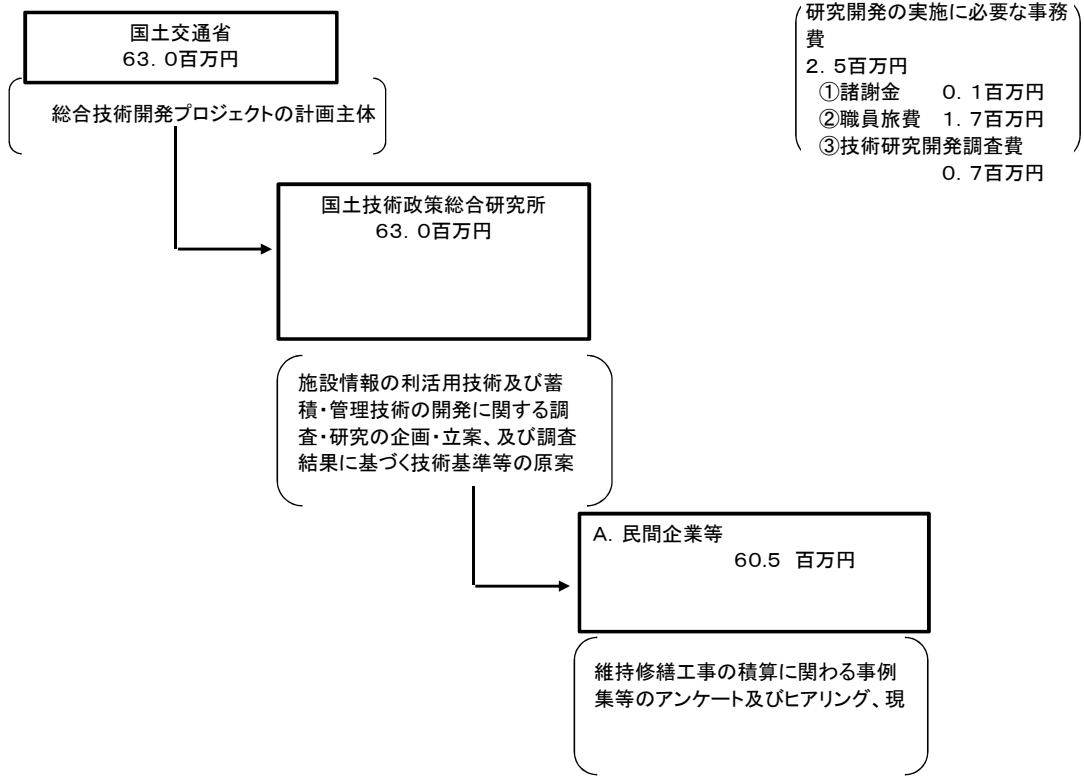 国土交通省
63．0百万円
総合技術開発プロジェクトの計画主体
研究開発の実施に必要な事務
費
2．5百万円
①諸謝金　　0．1百万円
②職員旅費　1．7百万円
③技術研究開発調査費
0．7百万円
国土技術政策総合研究所
63．0百万円
施設情報の利活用技術及び蓄
積・管理技術の開発に関する調
査・研究の企画・立案、及び調査
結果に基づく技術基準等の原案
A．民間企業等
60.5　百万円
維持修繕工事の積算に関わる事例
集等のアンケート及びヒアリング、現